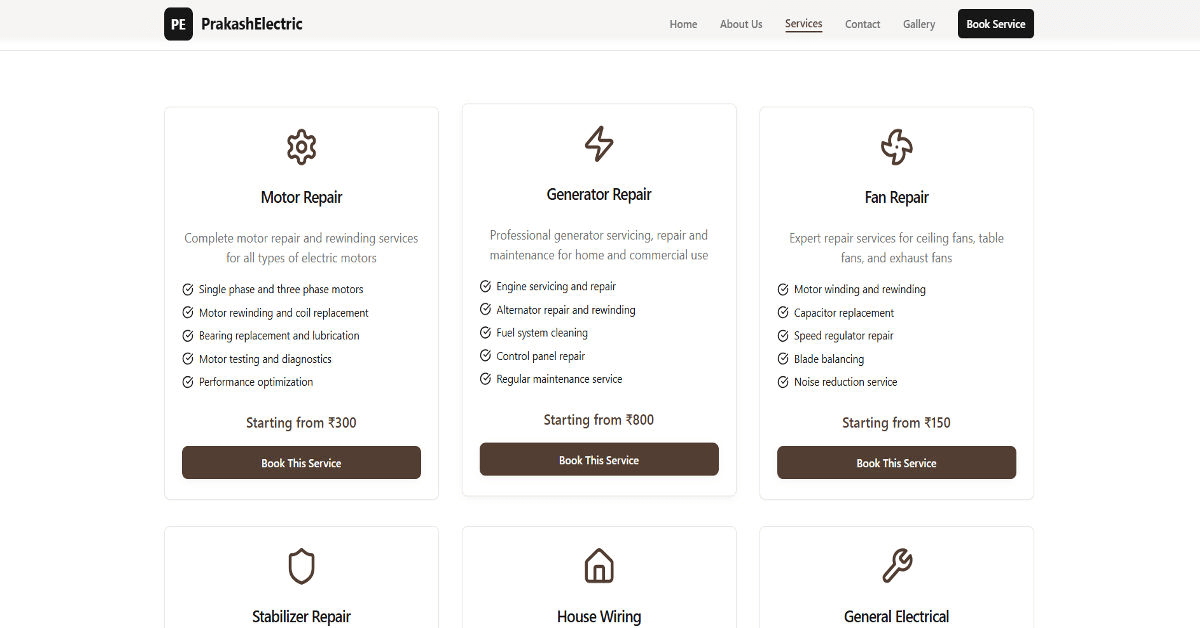 PE PrakashElectric
Home About Us Services Contact Gallery Book Service
Motor Repair
Complete motor repair and rewinding services
for all types of electric motors
Single phase and three phase motors
Motor rewinding and coil replacement
Bearing replacement and lubrication
Motor testing and diagnostics
Performance optimization
Starting from ₹300
Book This Service
Generator Repair
Professional generator servicing, repair and
maintenance for home and commercial use
Engine servicing and repair
Alternator repair and rewinding
Fuel system cleaning
Control panel repair
Regular maintenance service
Starting from ₹800
Book This Service
Fan Repair
Expert repair services for ceiling fans, table
fans, and exhaust fans
Motor winding and rewinding
Capacitor replacement
Speed regulator repair
Blade balancing
Noise reduction service
Starting from ₹150
Book This Service
Stabilizer Repair
House Wiring
General Electrical